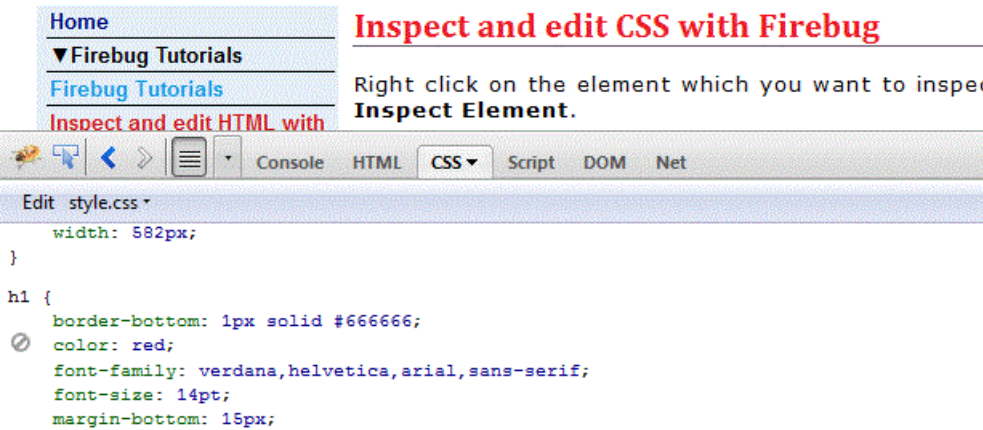 Home
▼Firebug Tutorials
Firebug Tutorials
Inspect and edit HTML with
Inspect and edit CSS with Firebug
Right click on the element which you want to inspec
Inspect Element.
Console HTML CSS Script DOM Net
Edit style.css
width: 582px;
}
h1 {
border-bottom: 1px solid #666666;
color: red;
font-family: verdana,helvetica,arial,sans-serif;
font-size: 14pt;
margin-bottom: 15px;